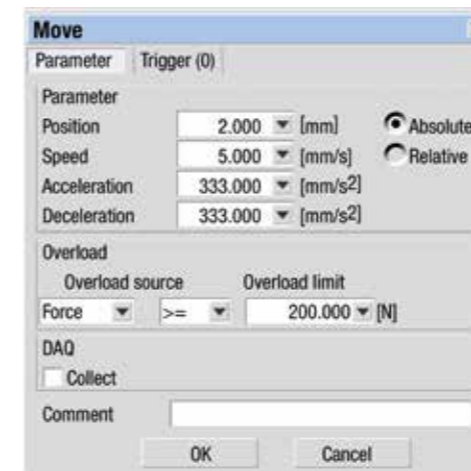 Move
Parameter Trigger (0)
Parameter
Position 2.000 [mm] Absolute
Speed 5.000 [mm/s] Relative
Acceleration 333.000 [mm/s2]
Deceleration 333.000 [mm/s2]
Overload
Overload source Overload limit
Force >= 200.000 [N]
DAQ
Collect
Comment
OK Cancel